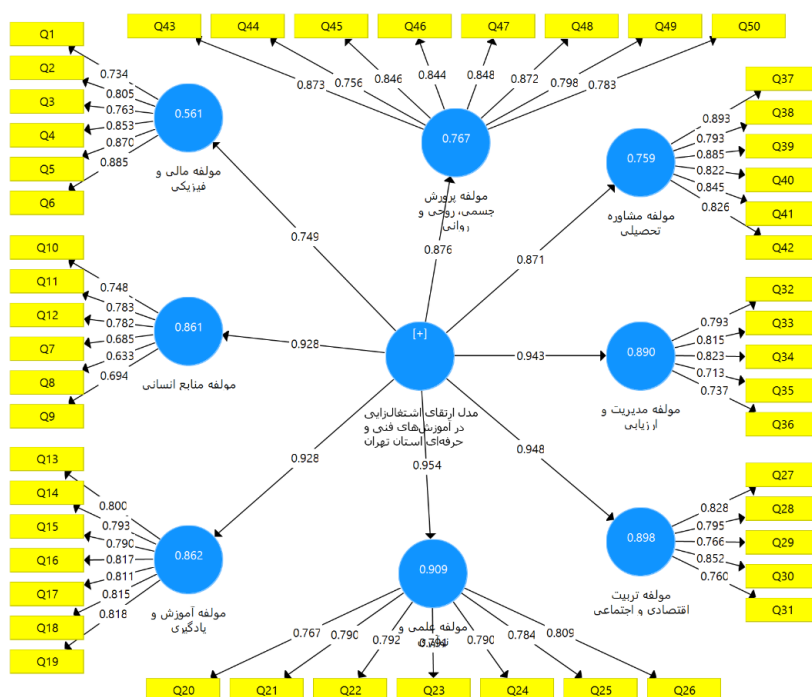 Q43 Q44 Q45 Q46 Q47 Q48 Q49 Q50
0.873 0.756 0.846 0.844 0.848 0.872 0.798 0.783
0.767
مولفه پرورش
جسمی، روحی و
روانی
Q1
Q2
Q3
Q4
Q5
Q6
0.734
0.805
0.763
0.853
0.870
0.885
0.561
مولفه مالی و
فیزیکی
Q37
Q38
Q39
Q40
Q41
Q42
0.893
0.793
0.885
0.822
0.845
0.826
0.759
مولفه مشاوره
تحصیلی
0.749
0.876
0.871
Q10
Q11
Q12
Q7
Q8
Q9
0.748
0.783
0.782
0.685
0.633
0.694
0.861
مولفه منابع انسانی
0.928
[+]
مدل ارتقای اشتغال‌زایی
در آموزش‌های فنی و
حرفه‌ای استان تهران
0.943
0.890
مولفه مدیریت و
ارزیابی
Q32
Q33
Q34
Q35
Q36
0.793
0.815
0.823
0.713
0.737
0.928
0.954
0.948
Q13
Q14
Q15
Q16
Q17
Q18
Q19
0.800
0.793
0.790
0.817
0.811
0.815
0.818
0.862
مولفه آموزش و
یادگیری
0.909
مولفه علمی و
0.767 0.790 0.792 0.790 0.784 0.809
Q20 Q21 Q22 Q23 Q24 Q25 Q26
Q27
Q28
Q29
Q30
Q31
0.828
0.795
0.766
0.852
0.760
0.898
مولفه تربیت
اقتصادی و اجتماعی